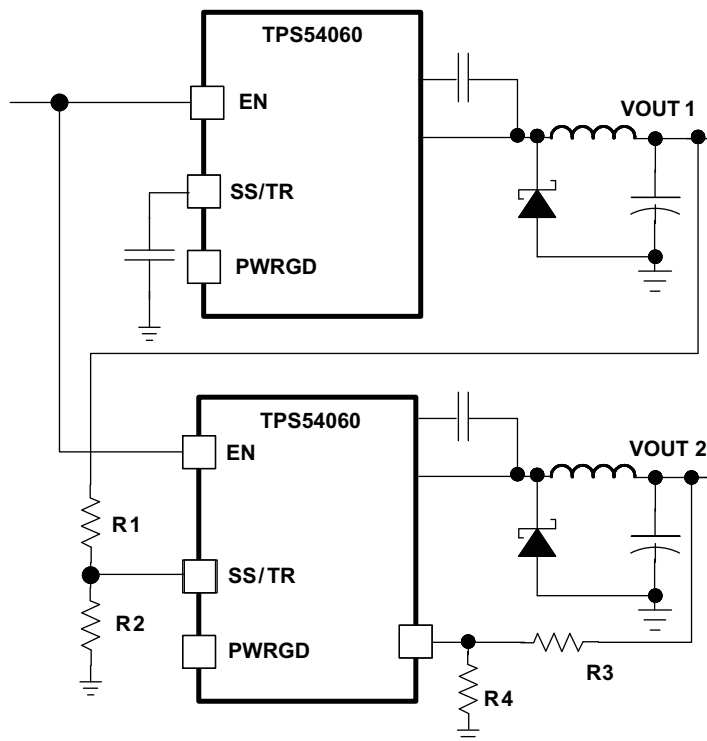 TPS54060
EN
VOUT 1
SS/TR
PWRGD
TPS54060
EN
VOUT 2
R1
SS/TR
R2
PWRGD
R3
R4